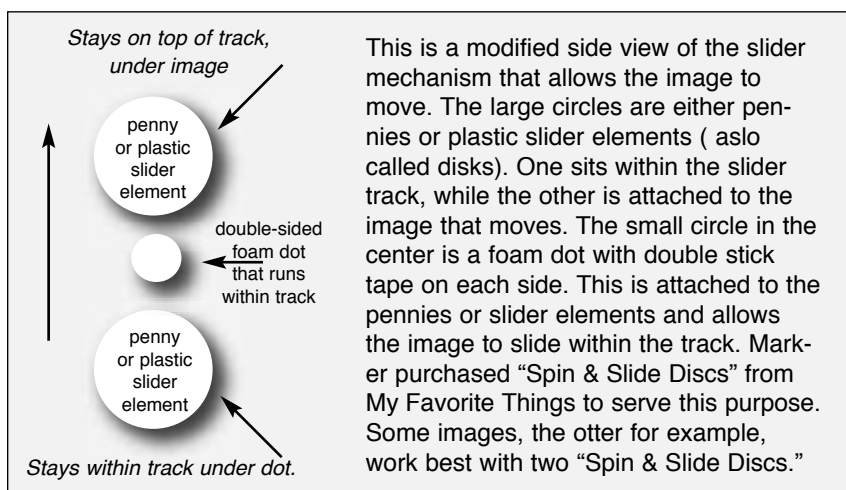 Stays on top of track,
under image
penny
or plastic
slider
element
double-sided
foam dot
that runs
within track
penny
or plastic
slider
element
Stays within track under dot.
This is a modified side view of the slider
mechanism that allows the image to
move. The large circles are either pen-
nies or plastic slider elements ( aslo
called disks). One sits within the slider
track, while the other is attached to the
image that moves. The small circle in the
center is a foam dot with double stick
tape on each side. This is attached to the
pennies or slider elements and allows
the image to slide within the track. Mark-
er purchased “Spin & Slide Discs” from
My Favorite Things to serve this purpose.
Some images, the otter for example,
work best with two “Spin & Slide Discs.”